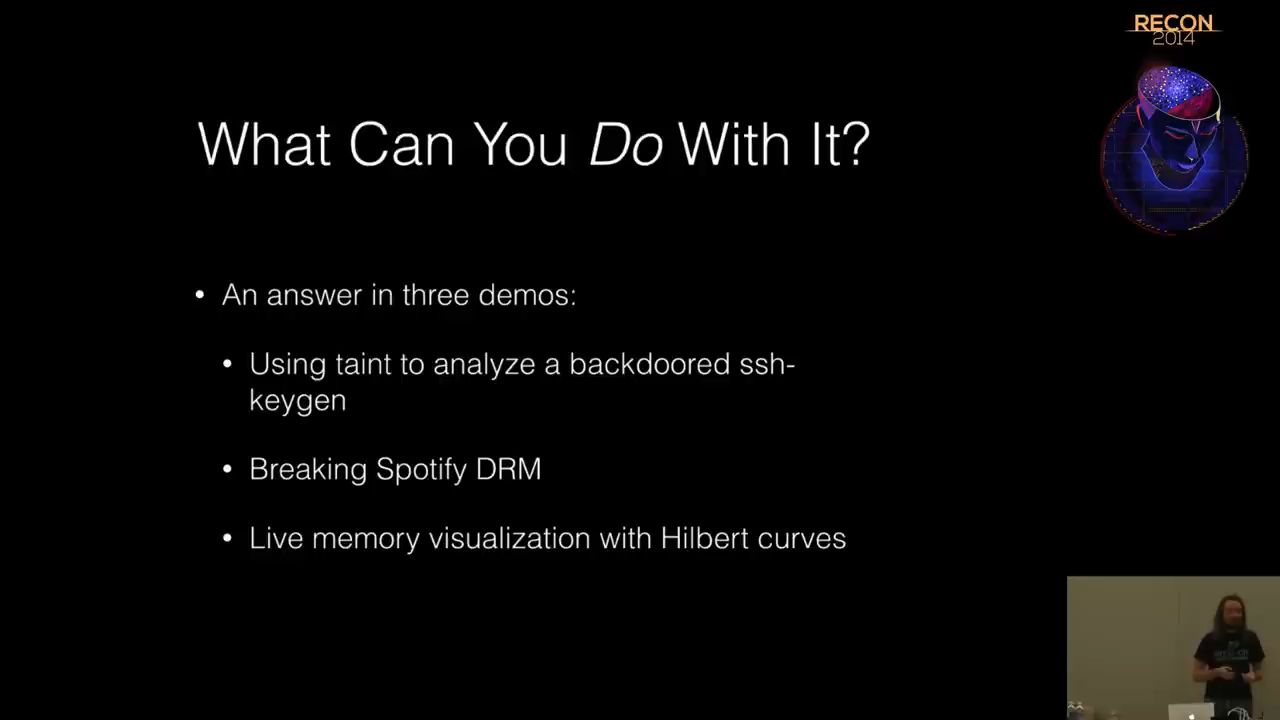 RECON
2014
What Can You Do With It?
• An answer in three demos:
• Using taint to analyze a backdoored ssh-
keygen
• Breaking Spotify DRM
• Live memory visualization with Hilbert curves